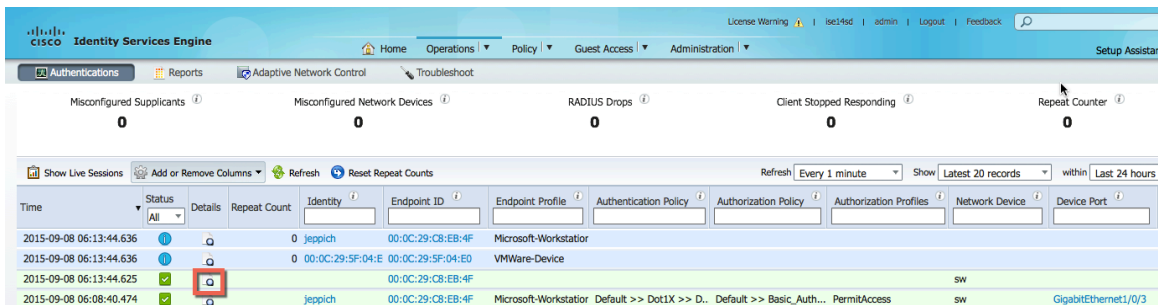 License Warning | ise14sd | admin | Logout | Feedback
CISCO Identity Services Engine
Home Operations Policy Guest Access Administration
Setup Assistan
Authentications Reports Adaptive Network Control Troubleshoot
Misconfigured Supplicants Misconfigured Network Devices RADIUS Drops Client Stopped Responding Repeat Counter
0 0 0 0 0
Show Live Sessions Add or Remove Columns Refresh Reset Repeat Counts Refresh Every 1 minute Show Latest 20 records within Last 24 hours
Time Status Details Repeat Count Identity Endpoint ID Endpoint Profile Authentication Policy Authorization Policy Authorization Profiles Network Device Device Port
All
2015-09-08 06:13:44.636 0 jeppich 00:0C:29:C8:EB:4F Microsoft-Workstatior
2015-09-08 06:13:44.636 0 00:0C:29:5F:04:E 00:0C:29:5F:04:E0 VMWare-Device
2015-09-08 06:13:44.625 00:0C:29:C8:EB:4F sw
2015-09-08 06:08:40.474 jeppich 00:0C:29:C8:EB:4F Microsoft-Workstatior Default >> Dot1X >> D.. Default >> Basic_Auth... PermitAccess sw GigabitEthernet1/0/3